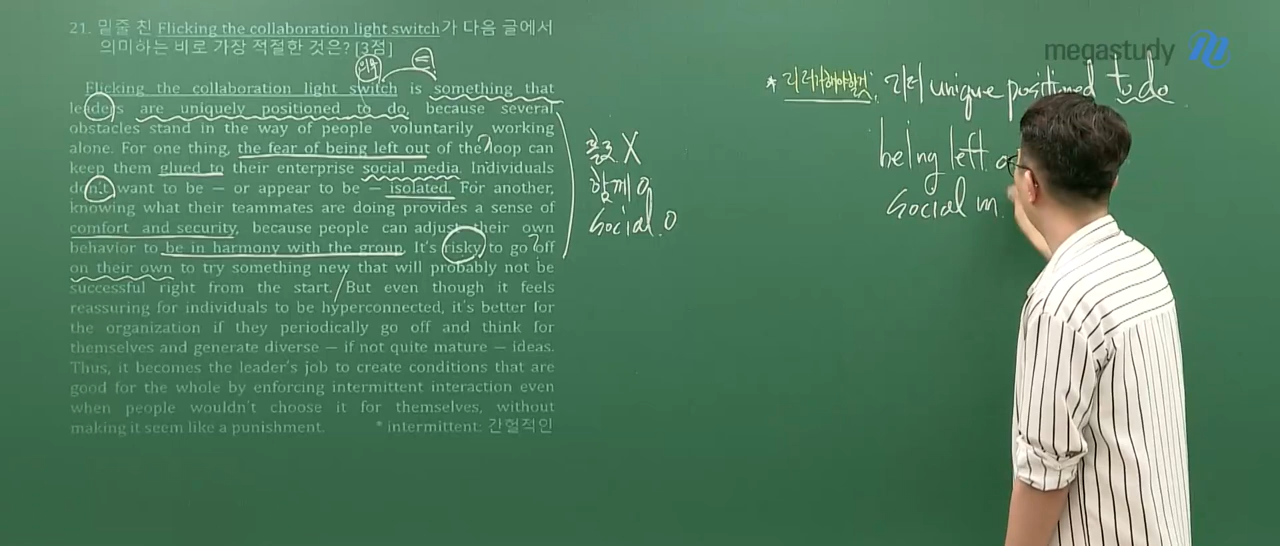 21. 밑줄 친 Flicking the collaboration light switch가 다음 글에서
의미하는 비로 가장 적절한 것은? [3점]
Flicking the collaboration light switch is something that
leaders are uniquely positioned to do, because several
obstacles stand in the way of people voluntarily working
alone. For one thing, the fear of being left out of the loop can
keep them glued to their enterprise social media. Individuals
don't want to be — or appear to be — isolated. For another,
knowing what their teammates are doing provides a sense of
comfort and security, because people can adjust their own
behavior to be in harmony with the group. It's risky to go off
on their own to try something new that will probably not be
successful right from the start. But even though it feels
reassuring for individuals to be hyperconnected, it's better for
the organization if they periodically go off and think for
themselves and generate diverse — if not quite mature — ideas.
Thus, it becomes the leader's job to create conditions that are
good for the whole by enforcing intermittent interaction even
when people wouldn't choose it for themselves, without
making it seem like a punishment. * intermittent: 간헐적인
홀로 X
함께 O
Social. O
megastudy
* 리더가해야할것: 리더 unique positioned to do
being left
Social m.